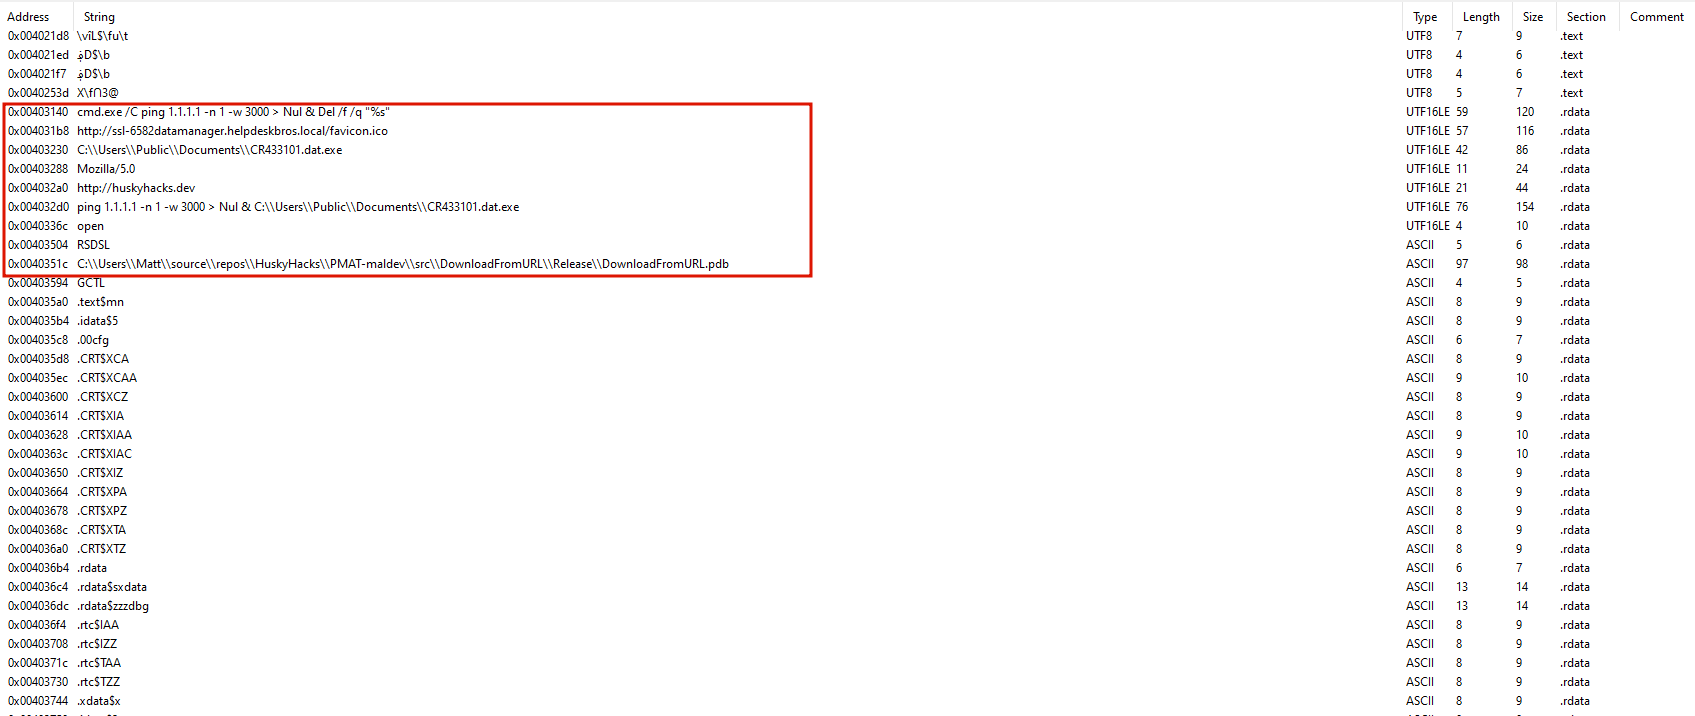 Address String Type Length Size Section Comment
0x004021d8 \vîL$\fu\t UTF8 7 9 .text
0x004021ed D$\b UTF8 4 6 .text
0x004021f7 D$\b UTF8 4 6 .text
0x0040253d X\f∩3@ UTF8 5 7 .text
0x00403140 cmd.exe /C ping 1.1.1.1 -n 1 -w 3000 > Nul & Del /f /q "%s" UTF16LE 59 120 .rdata
0x004031b8 http://ssl-6582datamanager.helpdeskbros.local/favicon.ico UTF16LE 57 116 .rdata
0x00403230 C:\\Users\\Public\\Documents\\CR433101.dat.exe UTF16LE 42 86 .rdata
0x00403288 Mozilla/5.0 UTF16LE 11 24 .rdata
0x004032a0 http://huskyhacks.dev UTF16LE 21 44 .rdata
0x004032d0 ping 1.1.1.1 -n 1 -w 3000 > Nul & C:\\Users\\Public\\Documents\\CR433101.dat.exe UTF16LE 76 154 .rdata
0x0040336c open UTF16LE 4 10 .rdata
0x00403504 RSDSL ASCII 5 6 .rdata
0x0040351c C:\\Users\\Matt\\source\\repos\\HuskyHacks\\PMAT-maldev\\src\\DownloadFromURL\\Release\\DownloadFromURL.pdb ASCII 97 98 .rdata
0x00403594 GCTL ASCII 4 5 .rdata
0x004035a0 .text$mn ASCII 8 9 .rdata
0x004035b4 .idata$5 ASCII 8 9 .rdata
0x004035c8 .00cfg ASCII 6 7 .rdata
0x004035d8 .CRT$XCA ASCII 8 9 .rdata
0x004035ec .CRT$XCAA ASCII 9 10 .rdata
0x00403600 .CRT$XCZ ASCII 8 9 .rdata
0x00403614 .CRT$XIA ASCII 8 9 .rdata
0x00403628 .CRT$XIAA ASCII 9 10 .rdata
0x0040363c .CRT$XIAC ASCII 9 10 .rdata
0x00403650 .CRT$XIZ ASCII 8 9 .rdata
0x00403664 .CRT$XPA ASCII 8 9 .rdata
0x00403678 .CRT$XPZ ASCII 8 9 .rdata
0x0040368c .CRT$XTA ASCII 8 9 .rdata
0x004036a0 .CRT$XTZ ASCII 8 9 .rdata
0x004036b4 .rdata ASCII 6 7 .rdata
0x004036c4 .rdata$sxdata ASCII 13 14 .rdata
0x004036dc .rdata$zzzdbg ASCII 13 14 .rdata
0x004036f4 .rtc$IAA ASCII 8 9 .rdata
0x00403708 .rtc$IZZ ASCII 8 9 .rdata
0x0040371c .rtc$TAA ASCII 8 9 .rdata
0x00403730 .rtc$TZZ ASCII 8 9 .rdata
0x00403744 .xdata$x ASCII 8 9 .rdata